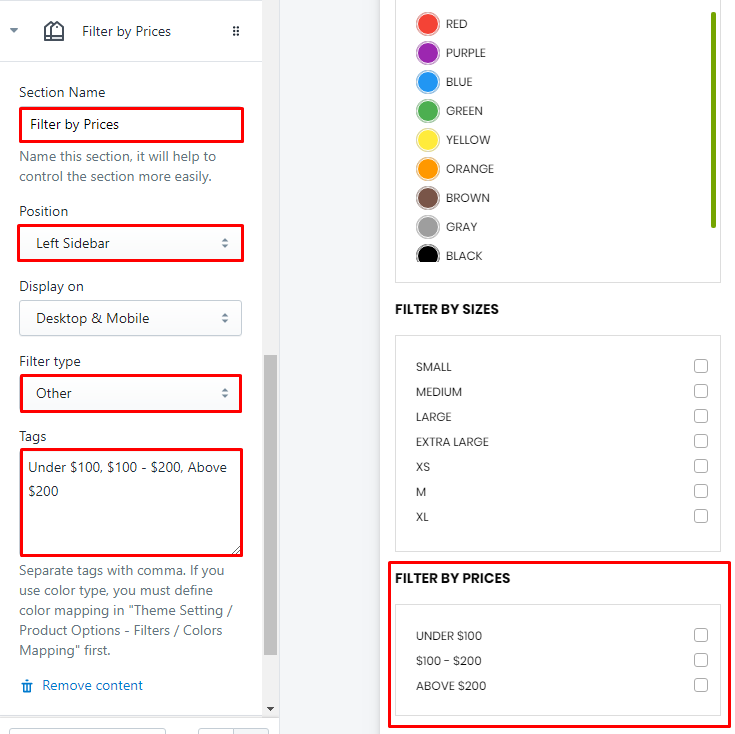 Filter by Prices
Section Name
Filter by Prices
Name this section, it will help to
control the section more easily.
Position
Left Sidebar
Display on
Desktop & Mobile
Filter type
Other
Tags
Under $100, $100 - $200, Above
$200
Separate tags with comma. If you
use color type, you must define
color mapping in "Theme Setting /
Product Options - Filters / Colors
Mapping" first.
Remove content
RED
PURPLE
BLUE
GREEN
YELLOW
ORANGE
BROWN
GRAY
BLACK
FILTER BY SIZES
SMALL
MEDIUM
LARGE
EXTRA LARGE
XS
M
XL
FILTER BY PRICES
UNDER $100
$100 - $200
ABOVE $200